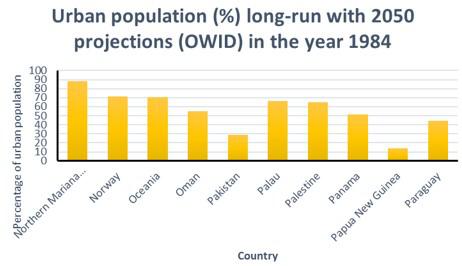 Urban population (%) long-run with 2050
projections (OWID) in the year 1984
Percentage of urban population
100
90
80
70
60
50
40
30
20
10
0
Northern Mariana...
Norway
Oceania
Oman
Pakistan
Palau
Palestine
Panama
Papua New Guinea
Paraguay
Country